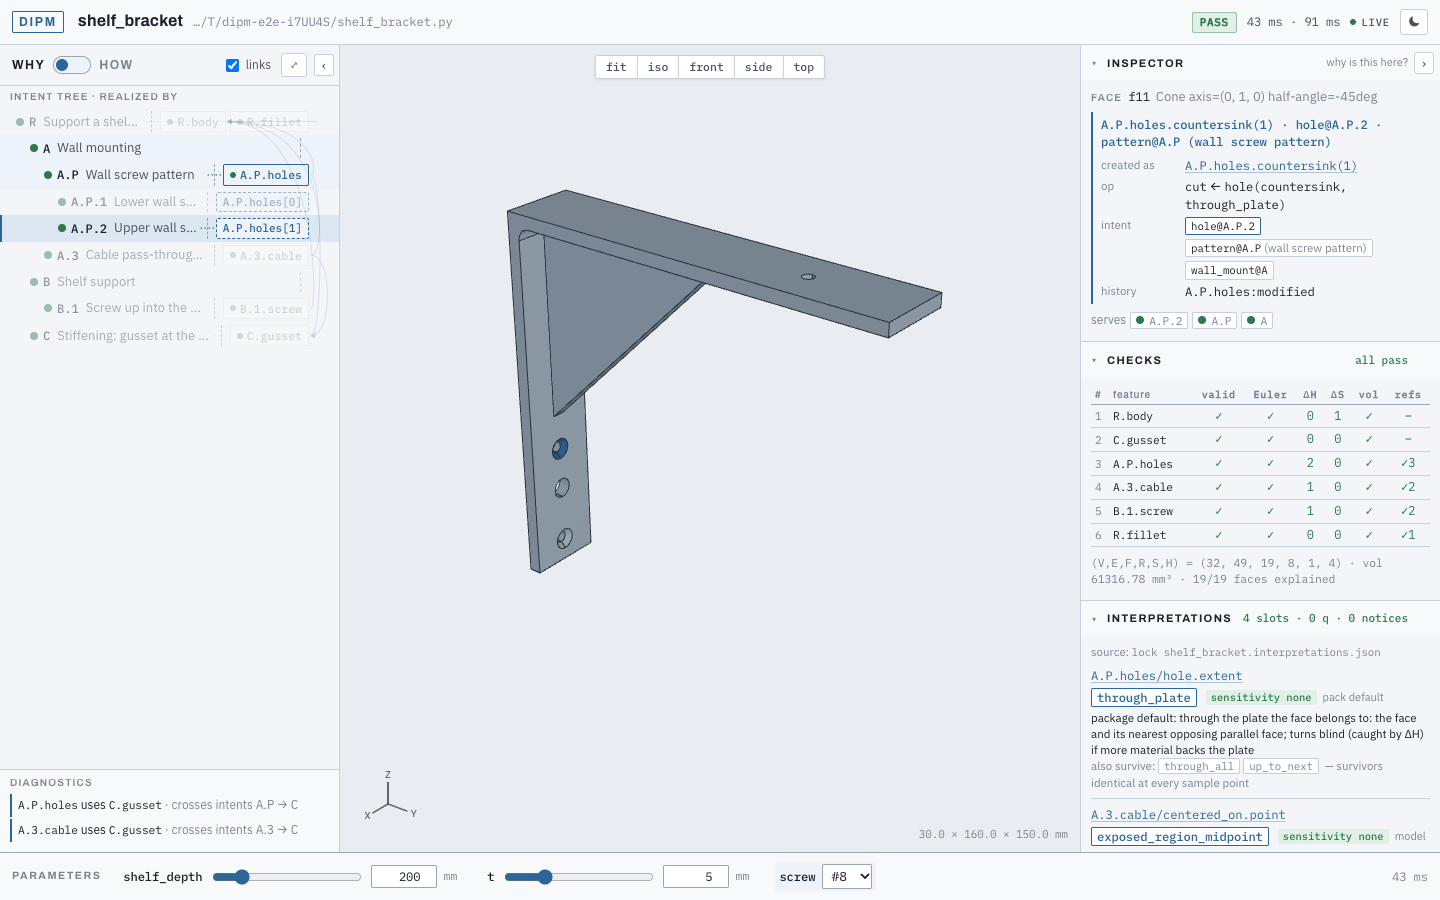 DIPM shelf_bracket …/T/dipm-e2e-i7UU4S/shelf_bracket.py PASS 43 ms · 91 ms LIVE
WHY HOW links
INTENT TREE · REALIZED BY
R Support a shel… R.body R.fillet
A Wall mounting
A.P Wall screw pattern A.P.holes
A.P.1 Lower wall s… A.P.holes[0]
A.P.2 Upper wall s… A.P.holes[1]
A.3 Cable pass-throug… A.3.cable
B Shelf support
B.1 Screw up into the … B.1.screw
C Stiffening: gusset at the … C.gusset
DIAGNOSTICS
A.P.holes uses C.gusset · crosses intents A.P → C
A.3.cable uses C.gusset · crosses intents A.3 → C
fit iso front side top
Z
X
Y
30.0 × 160.0 × 150.0 mm
INSPECTOR why is this here?
FACE f11 Cone axis=(0, 1, 0) half-angle=-45deg
A.P.holes.countersink(1) · hole@A.P.2 ·
pattern@A.P (wall screw pattern)
created as A.P.holes.countersink(1)
op cut ← hole(countersink,
through_plate)
intent hole@A.P.2
pattern@A.P (wall screw pattern)
wall_mount@A
history A.P.holes:modified
serves A.P.2 A.P A
CHECKS all pass
# feature valid Euler ΔH ΔS vol refs
1 R.body ✓ ✓ 0 1 ✓ –
2 C.gusset ✓ ✓ 0 0 ✓ –
3 A.P.holes ✓ ✓ 2 0 ✓ ✓3
4 A.3.cable ✓ ✓ 1 0 ✓ ✓2
5 B.1.screw ✓ ✓ 1 0 ✓ ✓2
6 R.fillet ✓ ✓ 0 0 ✓ ✓1
(V,E,F,R,S,H) = (32, 49, 19, 8, 1, 4) · vol
61316.78 mm³ · 19/19 faces explained
INTERPRETATIONS 4 slots · 0 q · 0 notices
source: lock shelf_bracket.interpretations.json
A.P.holes/hole.extent
through_plate sensitivity none pack default
package default: through the plate the face belongs to: the face
and its nearest opposing parallel face; turns blind (caught by ΔH)
if more material backs the plate
also survive: through_all up_to_next — survivors
identical at every sample point
A.3.cable/centered_on.point
exposed_region_midpoint sensitivity none model
PARAMETERS shelf_depth 200 mm t 5 mm screw #8 43 ms